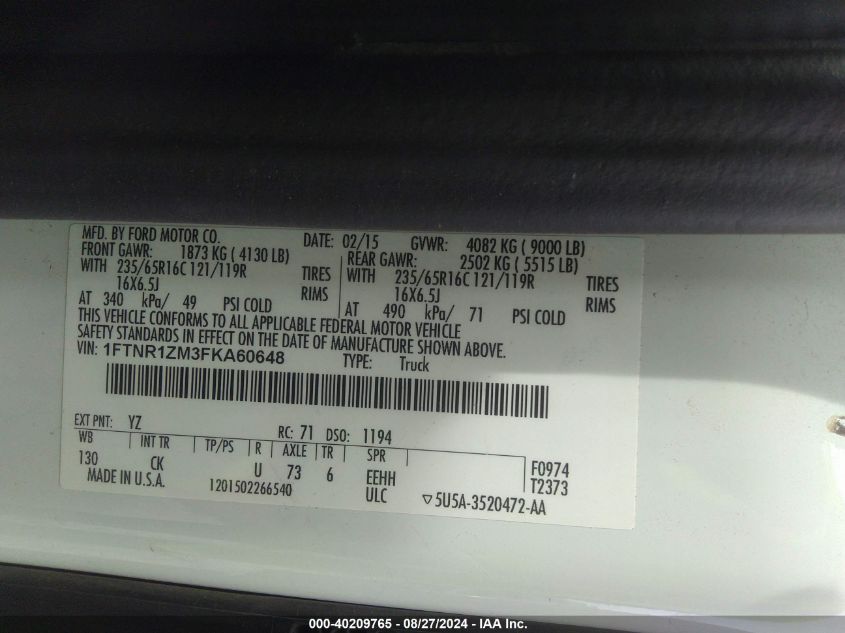 MFD. BY FORD MOTOR CO. DATE: 02/15 GVWR: 4082 KG ( 9000 LB)
FRONT GAWR: 1873 KG ( 4130 LB) REAR GAWR: 2502 KG ( 5515 LB)
WITH 235/65R16C 121/119R TIRES WITH 235/65R16C 121/119R TIRES
16X6.5J RIMS 16X6.5J RIMS
AT 340 kPa/ 49 PSI COLD AT 490 kPa/ 71 PSI COLD
THIS VEHICLE CONFORMS TO ALL APPLICABLE FEDERAL MOTOR VEHICLE
SAFETY STANDARDS IN EFFECT ON THE DATE OF MANUFACTURE SHOWN ABOVE.
VIN: 1FTNR1ZM3FKA60648 TYPE: Truck
EXT PNT: YZ RC: 71 DSO: 1194
WB INT TR TP/PS R AXLE TR SPR
130 CK U 73 6 EEHH F0974
MADE IN U.S.A. 1201502266540 ULC T2373
▽5U5A-3520472-AA
000-40209765 - 08/27/2024 - IAA Inc.